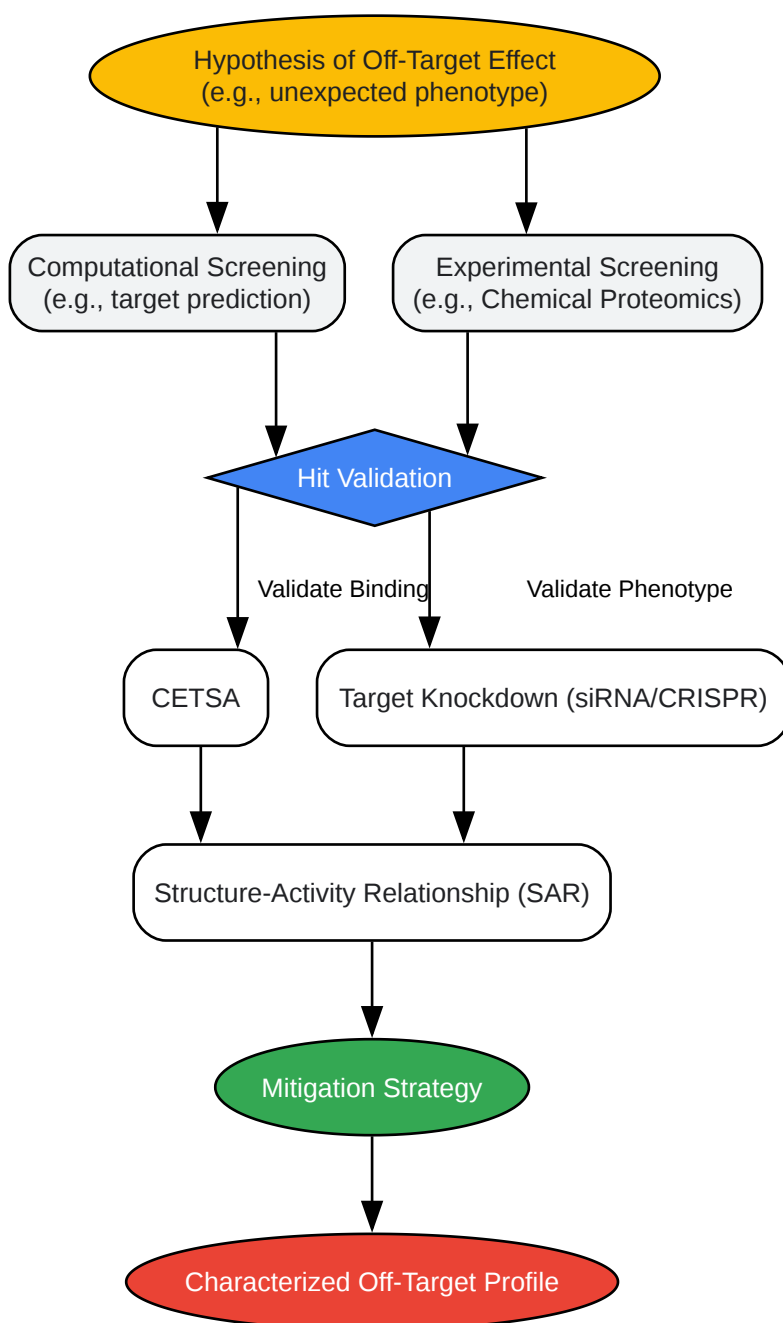 Hypothesis of Off-Target Effect
(e.g., unexpected phenotype)
Computational Screening
(e.g., target prediction)
Experimental Screening
(e.g., Chemical Proteomics)
Hit Validation
Validate Binding
Validate Phenotype
CETSA
Target Knockdown (siRNA/CRISPR)
Structure-Activity Relationship (SAR)
Mitigation Strategy
Characterized Off-Target Profile